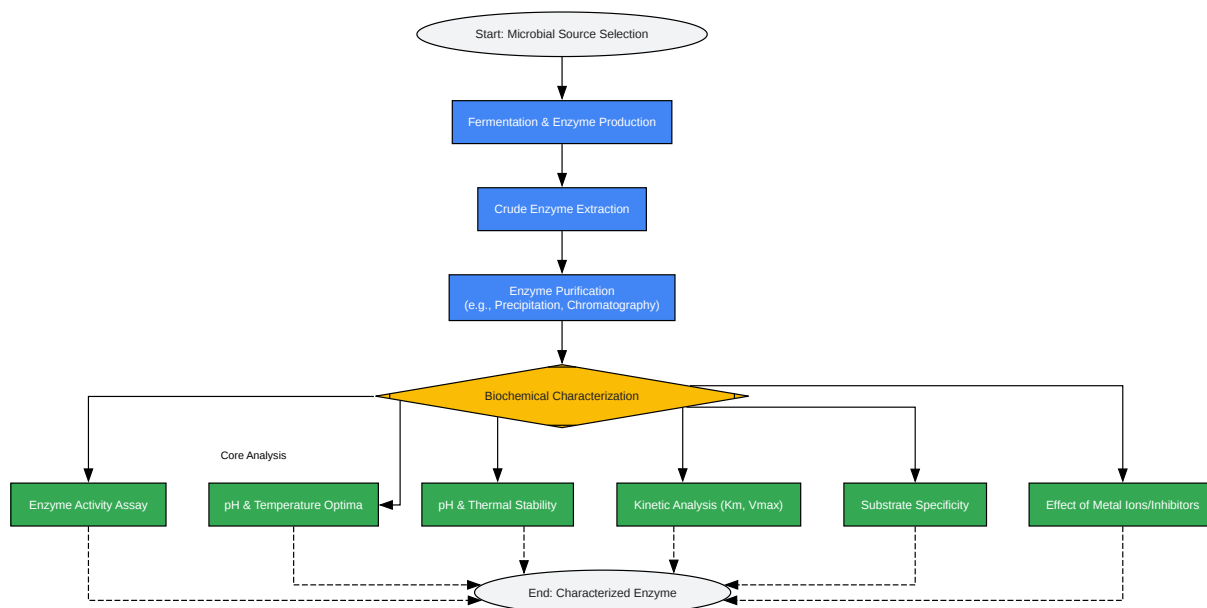 Start: Microbial Source Selection
Fermentation & Enzyme Production
Crude Enzyme Extraction
Enzyme Purification
(e.g., Precipitation, Chromatography)
Biochemical Characterization
Core Analysis
Enzyme Activity Assay
pH & Temperature Optima
pH & Thermal Stability
Kinetic Analysis (Km, Vmax)
Substrate Specificity
Effect of Metal Ions/Inhibitors
End: Characterized Enzyme